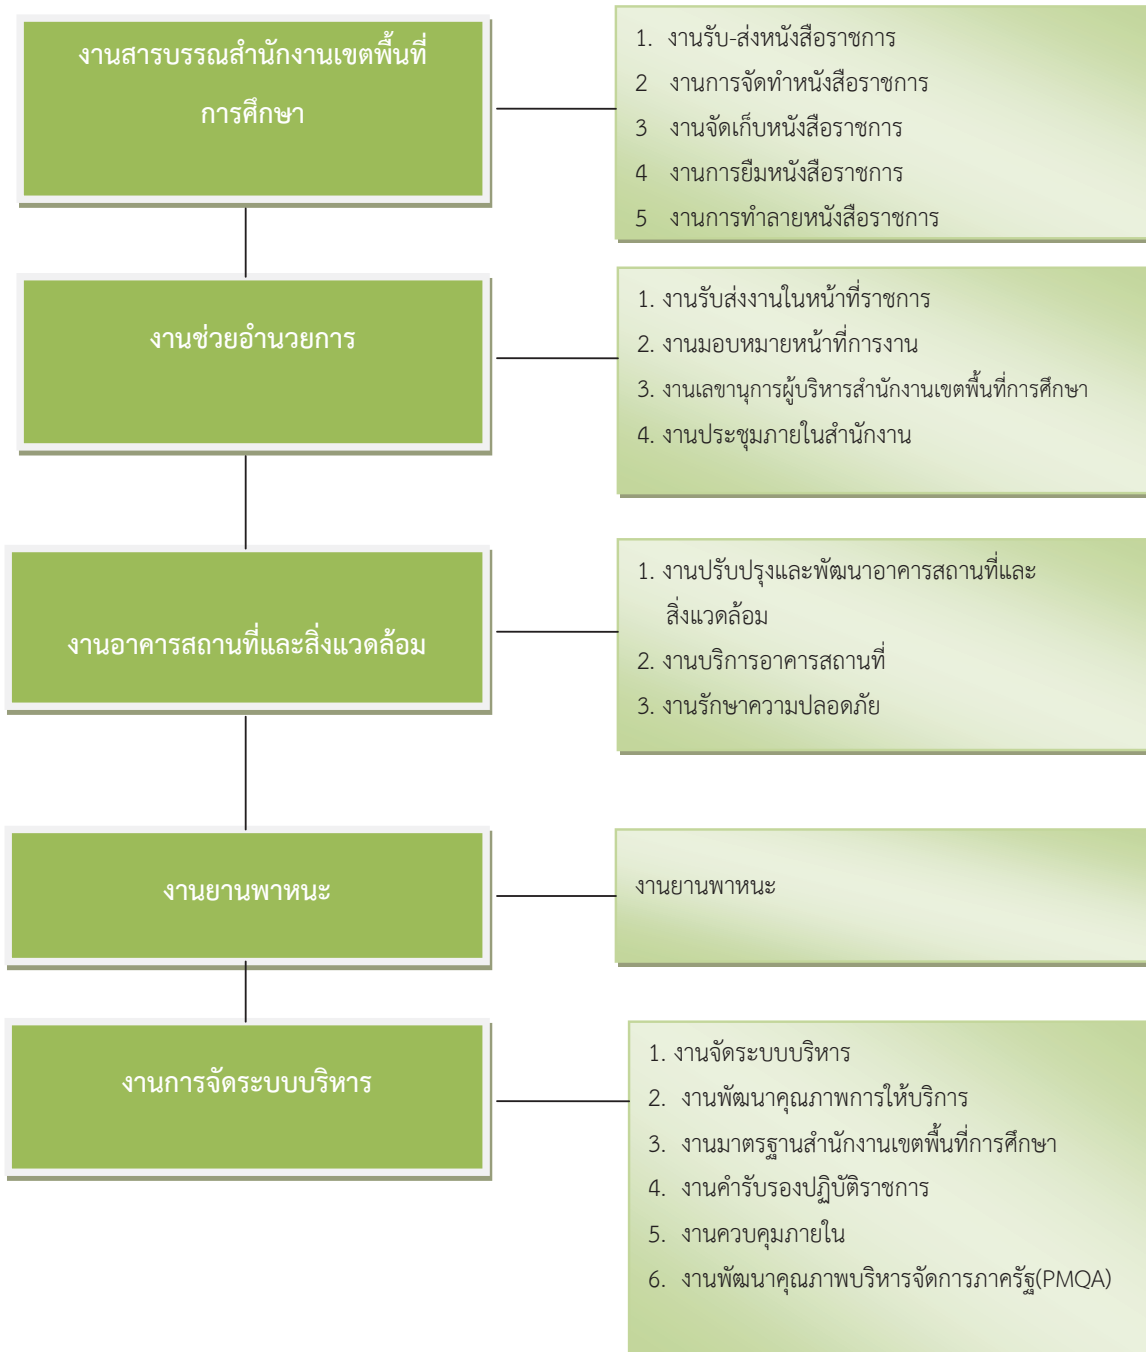 งานสารบรรณสำนักงานเขตพื้นที่
การศึกษา
1. งานรับ-ส่งหนังสือราชการ
2 งานการจัดทำหนังสือราชการ
3 งานจัดเก็บหนังสือราชการ
4 งานการยืมหนังสือราชการ
5 งานการทำลายหนังสือราชการ
งานช่วยอำนวยการ
1. งานรับส่งงานในหน้าที่ราชการ
2. งานมอบหมายหน้าที่การงาน
3. งานเลขานุการผู้บริหารสำนักงานเขตพื้นที่การศึกษา
4. งานประชุมภายในสำนักงาน
งานอาคารสถานที่และสิ่งแวดล้อม
1. งานปรับปรุงและพัฒนาอาคารสถานที่และ
สิ่งแวดล้อม
2. งานบริการอาคารสถานที่
3. งานรักษาความปลอดภัย
งานยานพาหนะ
งานยานพาหนะ
งานการจัดระบบบริหาร
1. งานจัดระบบบริหาร
2. งานพัฒนาคุณภาพการให้บริการ
3. งานมาตรฐานสำนักงานเขตพื้นที่การศึกษา
4. งานคำรับรองปฏิบัติราชการ
5. งานควบคุมภายใน
6. งานพัฒนาคุณภาพบริหารจัดการภาครัฐ(PMQA)